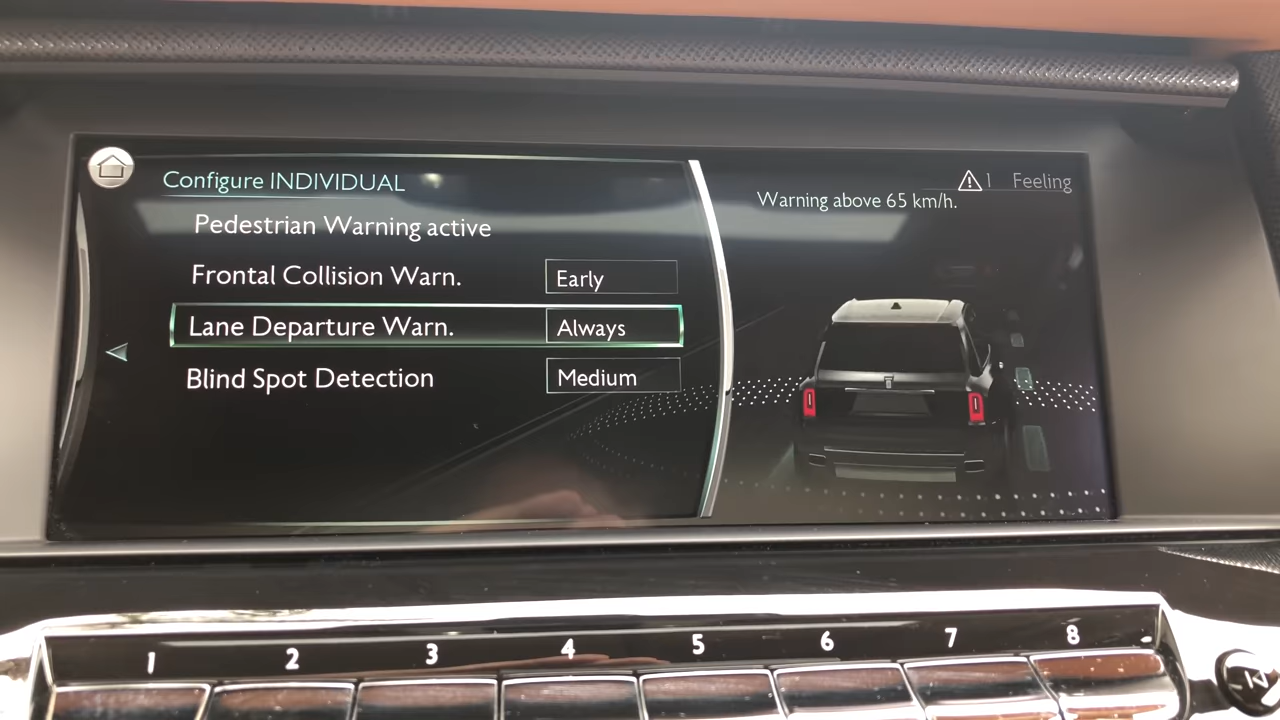 Configure INDIVIDUAL
Pedestrian Warning active
Frontal Collision Warn. Early
Lane Departure Warn. Always
Blind Spot Detection Medium
1 Feeling
Warning above 65 km/h.
1 2 3 4 5 6 7 8